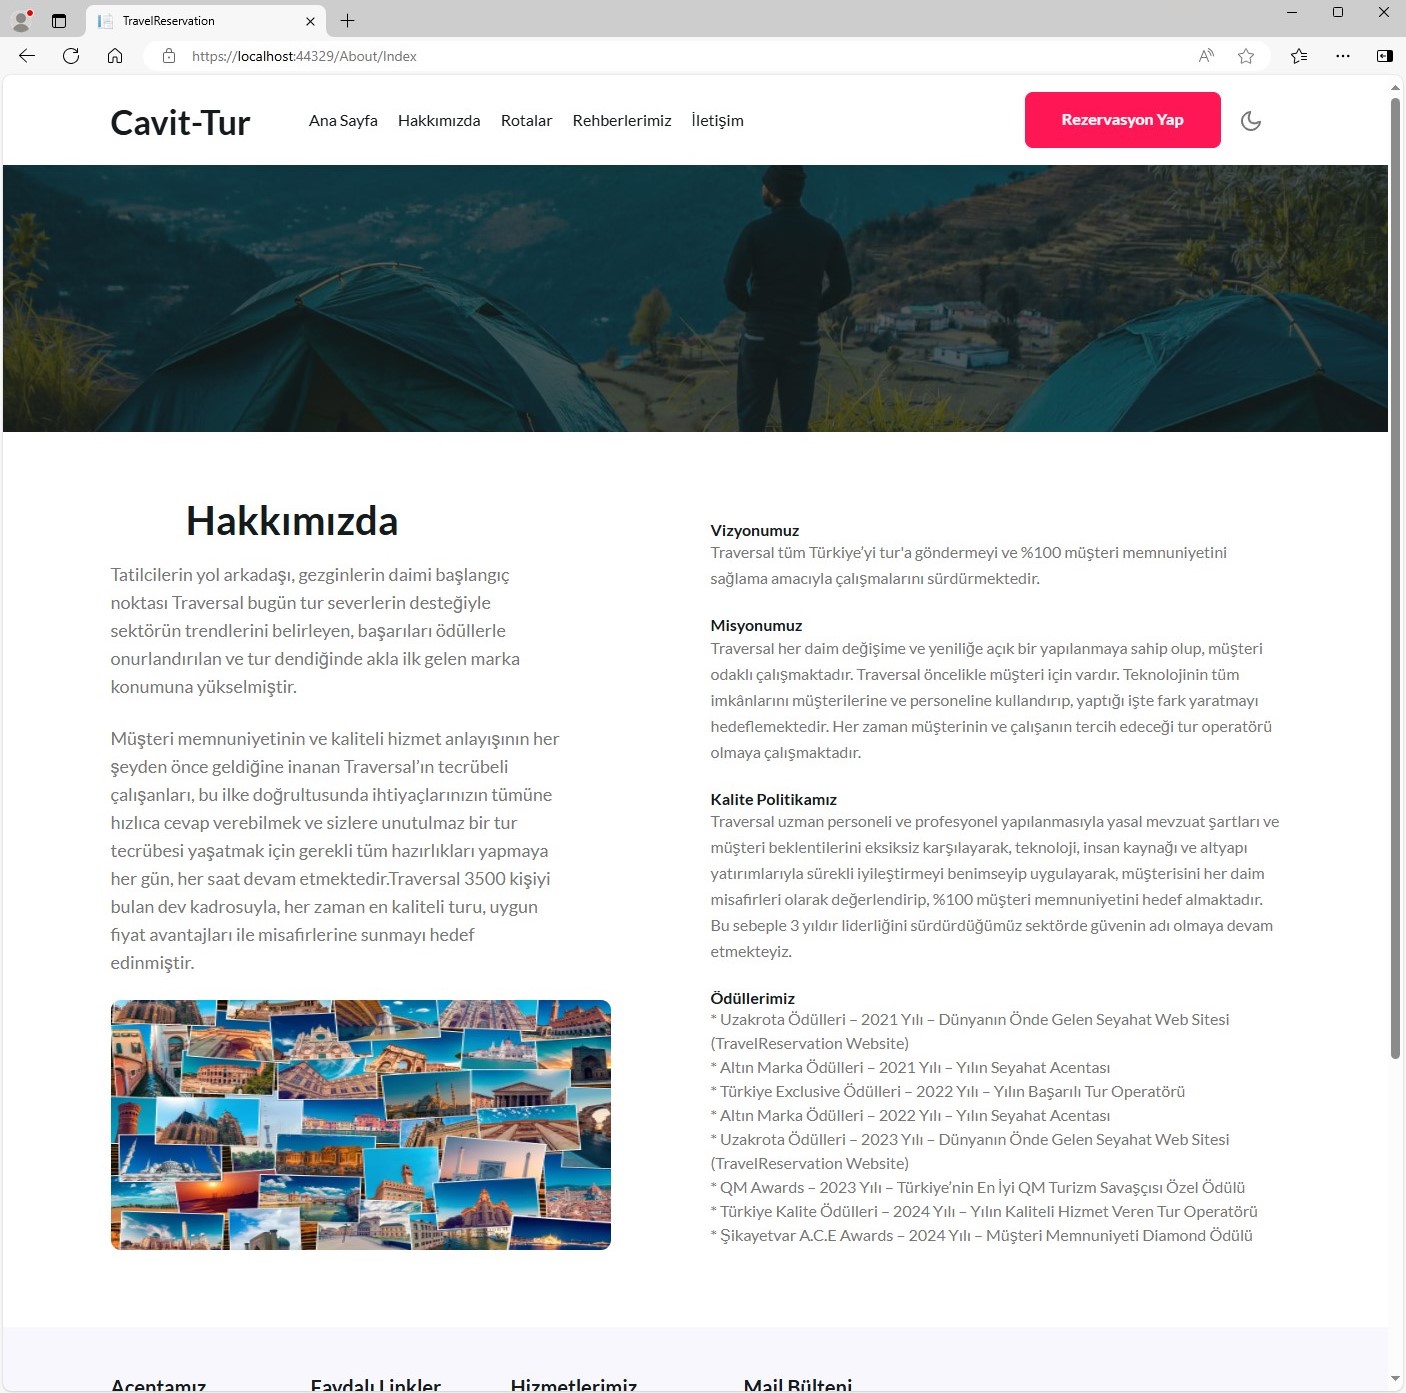 TravelReservation
https://localhost:44329/About/Index
Cavit-Tur
Ana Sayfa
Hakkımızda
Rotalar
Rehberlerimiz
İletişim
Rezervasyon Yap
Hakkımızda
Tatilcilerin yol arkadaşı, gezginlerin daimi başlangıç
noktası Traversal bugün tur severlerin desteğiyle
sektörün trendlerini belirleyen, başarıları ödüllerle
onurlandırılan ve tur dendiğinde akla ilk gelen marka
konumuna yükselmiştir.
Müşteri memnuniyetinin ve kaliteli hizmet anlayışının her
şeyden önce geldiğine inanan Traversal’ın tecrübeli
çalışanları, bu ilke doğrultusunda ihtiyaçlarınızın tümüne
hızlıca cevap verebilmek ve sizlere unutulmaz bir tur
tecrübesi yaşatmak için gerekli tüm hazırlıkları yapmaya
her gün, her saat devam etmektedir.Traversal 3500 kişiyi
bulan dev kadrosuyla, her zaman en kaliteli turu, uygun
fiyat avantajları ile misafirlerine sunmayı hedef
edinmiştir.
Vizyonumuz
Traversal tüm Türkiye’yi tur'a göndermeyi ve %100 müşteri memnuniyetini
sağlama amacıyla çalışmalarını sürdürmektedir.
Misyonumuz
Traversal her daim değişime ve yeniliğe açık bir yapılanmaya sahip olup, müşteri
odaklı çalışmaktadır. Traversal öncelikle müşteri için vardır. Teknolojinin tüm
imkânlarını müşterilerine ve personeline kullandırıp, yaptığı işte fark yaratmayı
hedeflemektedir. Her zaman müşterinin ve çalışanın tercih edeceği tur operatörü
olmaya çalışmaktadır.
Kalite Politikamız
Traversal uzman personeli ve profesyonel yapılanmasıyla yasal mevzuat şartları ve
müşteri beklentilerini eksiksiz karşılayarak, teknoloji, insan kaynağı ve altyapı
yatırımlarıyla sürekli iyileştirmeyi benimseyip uygulayarak, müşterisini her daim
misafirleri olarak değerlendirip, %100 müşteri memnuniyetini hedef almaktadır.
Bu sebeple 3 yıldır liderliğini sürdürdüğümüz sektörde güvenin adı olmaya devam
etmekteyiz.
Ödüllerimiz
* Uzakrota Ödülleri – 2021 Yılı – Dünyanın Önde Gelen Seyahat Web Sitesi
(TravelReservation Website)
* Altın Marka Ödülleri – 2021 Yılı – Yılın Seyahat Acentası
* Türkiye Exclusive Ödülleri – 2022 Yılı – Yılın Başarılı Tur Operatörü
* Altın Marka Ödülleri – 2022 Yılı – Yılın Seyahat Acentası
* Uzakrota Ödülleri – 2023 Yılı – Dünyanın Önde Gelen Seyahat Web Sitesi
(TravelReservation Website)
* QM Awards – 2023 Yılı – Türkiye’nin En İyi QM Turizm Savaşçısı Özel Ödülü
* Türkiye Kalite Ödülleri – 2024 Yılı – Yılın Kaliteli Hizmet Veren Tur Operatörü
* Şikayetvar A.C.E Awards – 2024 Yılı – Müşteri Memnuniyeti Diamond Ödülü
Acentamız
Faydalı Linkler
Hizmetlerimiz
Mail Bülteni